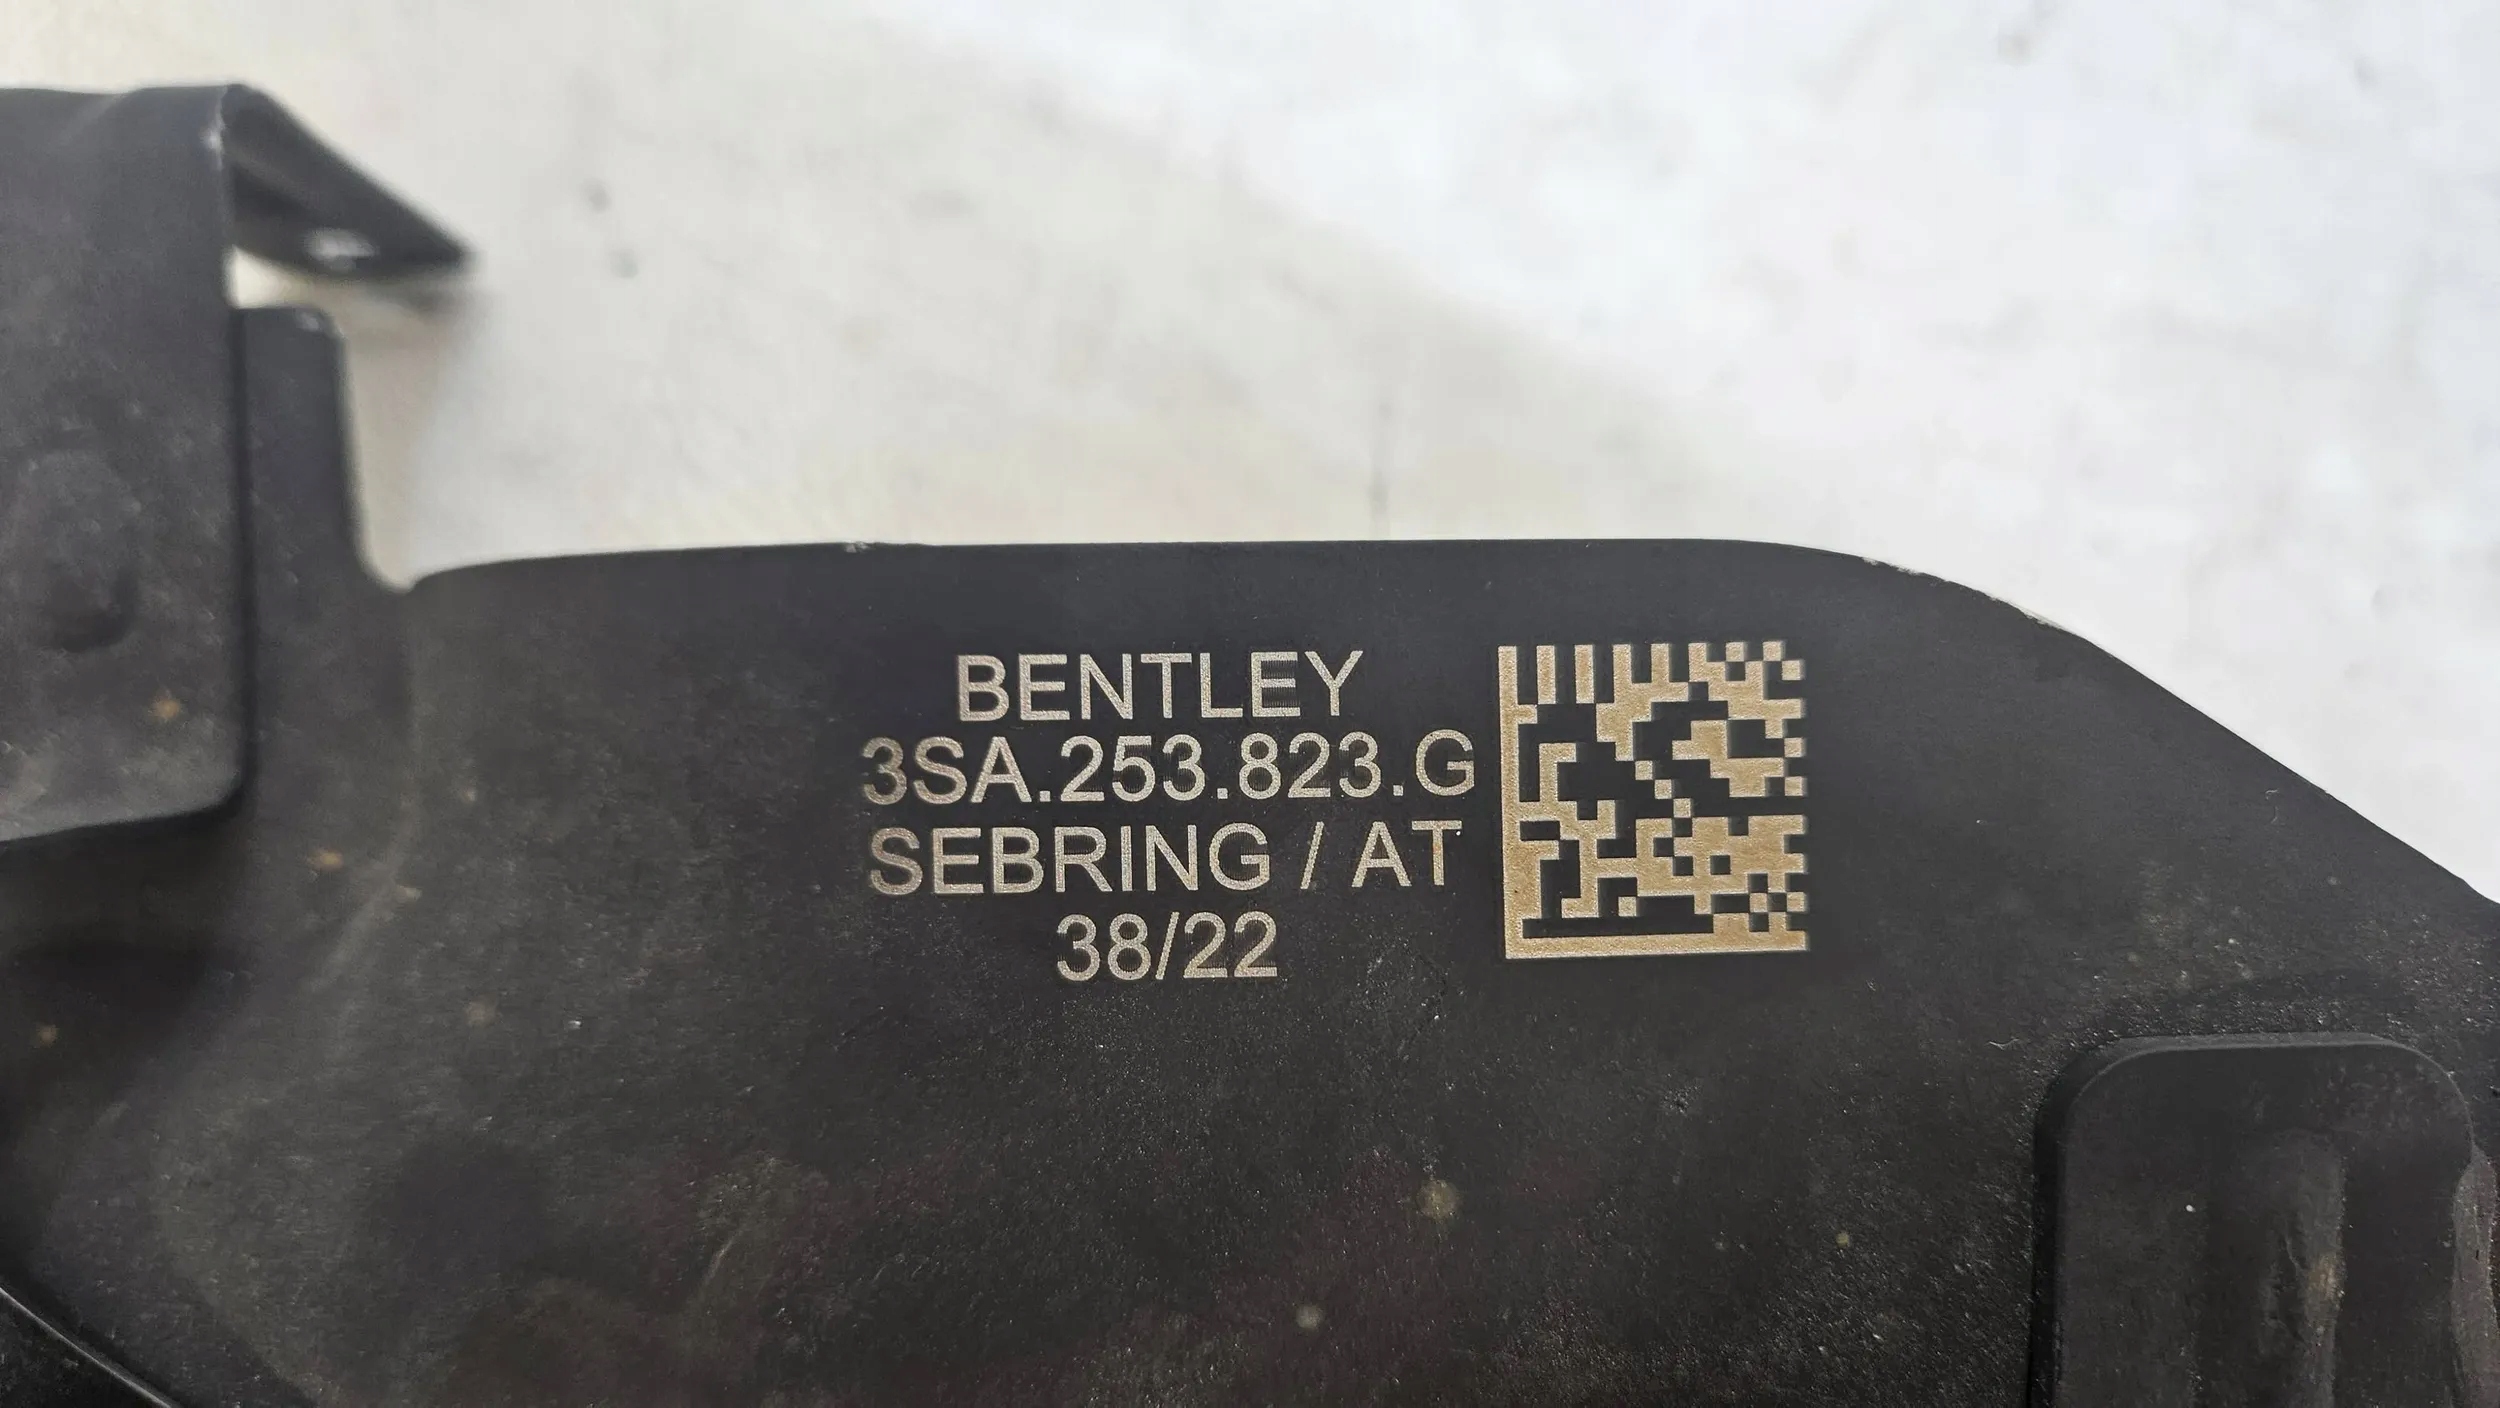 BENTLEY
3SA.253.823.G
SEBRING / AT
38/22